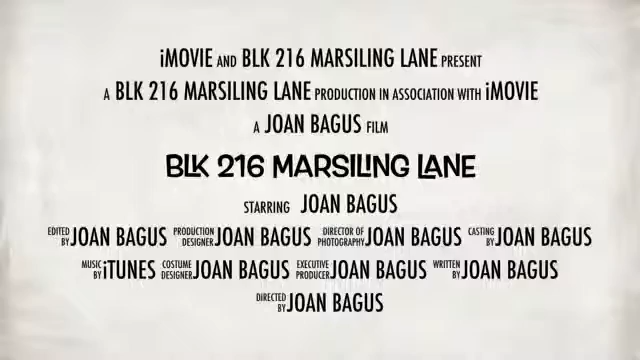 iMOVIE AND BLK 216 MARSILING LANE PRESENT
A BLK 216 MARSILING LANE PRODUCTION IN ASSOCIATION WITH iMOVIE
A JOAN BAGUS FILM
BLK 216 MARSILING LANE
STARRING JOAN BAGUS
EDITED BY JOAN BAGUS PRODUCTION DESIGNER JOAN BAGUS DIRECTOR OF PHOTOGRAPHY JOAN BAGUS CASTING BY JOAN BAGUS
MUSIC BY iTUNES COSTUME DESIGNER JOAN BAGUS EXECUTIVE PRODUCER JOAN BAGUS WRITTEN BY JOAN BAGUS
DIRECTED BY JOAN BAGUS